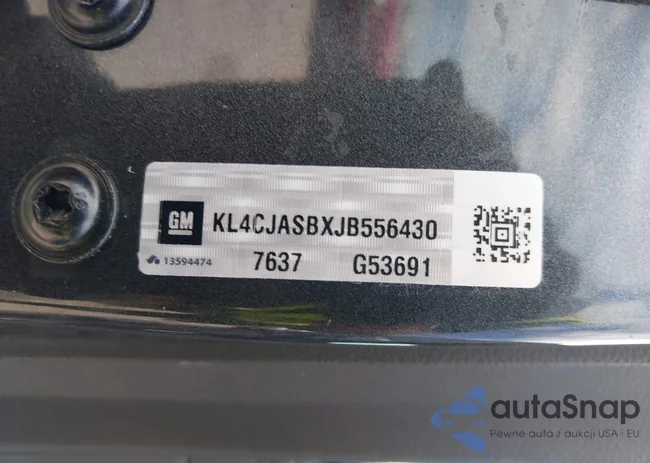 GM KL4CJASBXJB556430
13594474 7637 G53691
autaSnap
Pewne auta z aukcji USA i EU